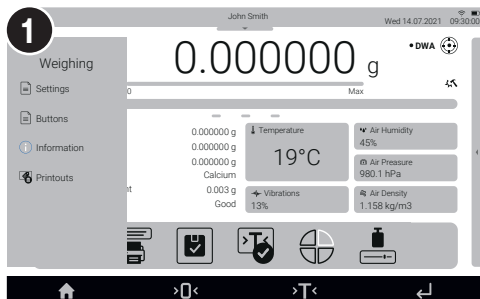 1
John Smith
Wed 14.07.2021 09:30:00
Weighing
Settings
Buttons
Information
Printouts
0.000000 g
DWA
0 Max
0.000000 g
0.000000 g
0.000000 g
Calcium
nt 0.003 g
Good
Temperature
19°C
Vibrations
13%
Air Humidity
45%
Air Preasure
980.1 hPa
Air Density
1.158 kg/m3
>0<
>T<